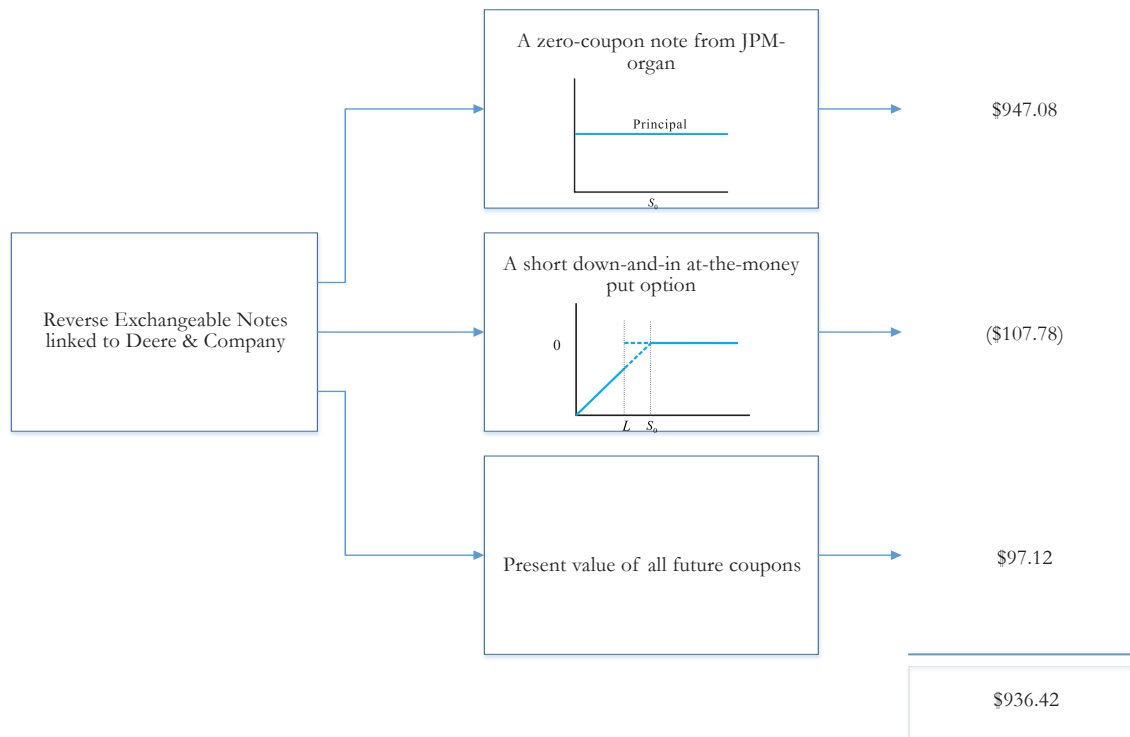 A zero-coupon note from JPM-
organ
Principal
S₀
$947.08
Reverse Exchangeable Notes
linked to Deere & Company
A short down-and-in at-the-money
put option
0
L S₀
($107.78)
Present value of all future coupons
$97.12
$936.42